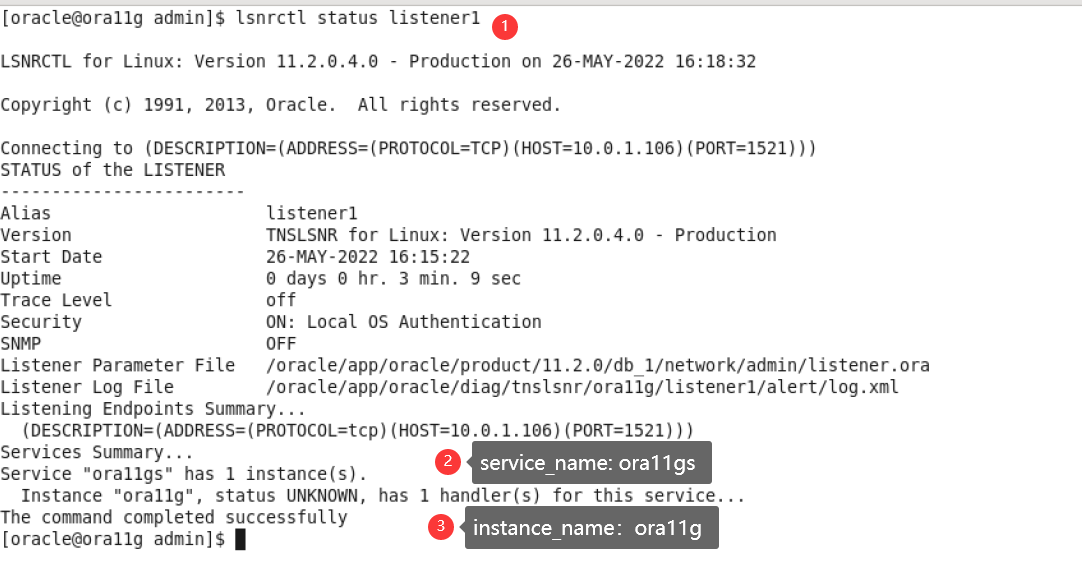 [oracle@ora11g admin]$ lsnrctl status listener1
1
LSNRCTL for Linux: Version 11.2.0.4.0 - Production on 26-MAY-2022 16:18:32
Copyright (c) 1991, 2013, Oracle.  All rights reserved.
Connecting to (DESCRIPTION=(ADDRESS=(PROTOCOL=TCP)(HOST=10.0.1.106)(PORT=1521)))
STATUS of the LISTENER
------------------------
Alias                     listener1
Version                   TNSLSNR for Linux: Version 11.2.0.4.0 - Production
Start Date                26-MAY-2022 16:15:22
Uptime                    0 days 0 hr. 3 min. 9 sec
Trace Level               off
Security                  ON: Local OS Authentication
SNMP                      OFF
Listener Parameter File   /oracle/app/oracle/product/11.2.0/db_1/network/admin/listener.ora
Listener Log File         /oracle/app/oracle/diag/tnslsnr/ora11g/listener1/alert/log.xml
Listening Endpoints Summary...
  (DESCRIPTION=(ADDRESS=(PROTOCOL=tcp)(HOST=10.0.1.106)(PORT=1521)))
Services Summary...
2 service_name: ora11gs
Service "ora11gs" has 1 instance(s).
  Instance "ora11g", status UNKNOWN, has 1 handler(s) for this service...
The command completed successfully
3 instance_name：ora11g
[oracle@ora11g admin]$